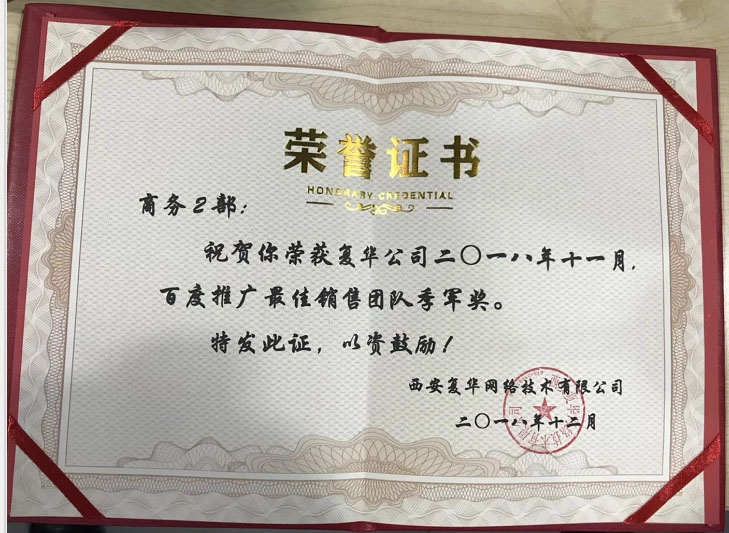 荣誉证书
HONORARY CREDENTIAL
商务2部：
祝贺你荣获复华公司二〇一八年十一月，
百度推广最佳销售团队季军奖。
特发此证，以资鼓励！
西安复华网络技术有限公司
二〇一八年十二月